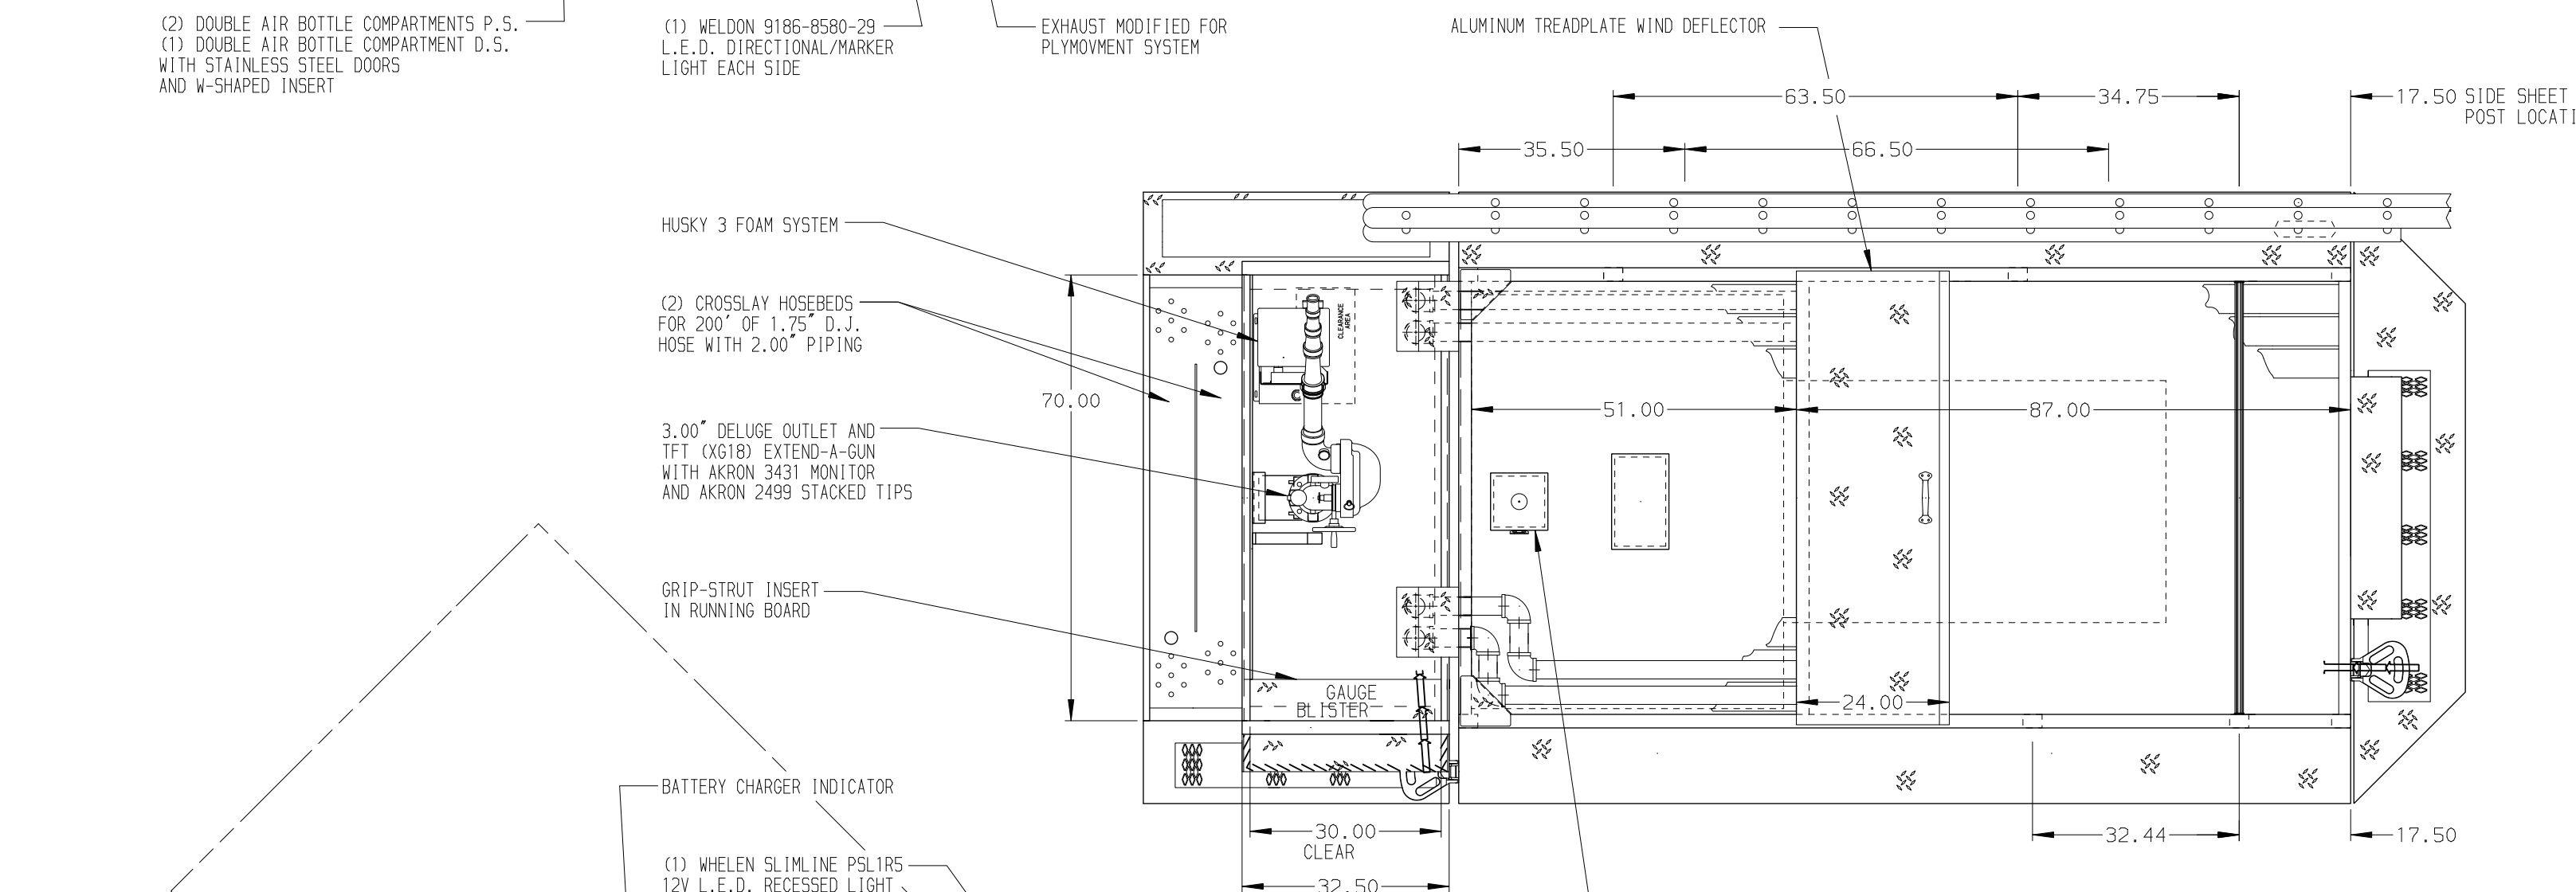 (2) DOUBLE AIR BOTTLE COMPARTMENTS P.S.
(1) DOUBLE AIR BOTTLE COMPARTMENT D.S.
WITH STAINLESS STEEL DOORS
AND W-SHAPED INSERT
(1) WELDON 9186-8580-29
L.E.D. DIRECTIONAL/MARKER
LIGHT EACH SIDE
EXHAUST MODIFIED FOR
PLYMOVMENT SYSTEM
ALUMINUM TREADPLATE WIND DEFLECTOR
63.50
34.75
17.50 SIDE SHEET
POST LOCATI
35.50
66.50
HUSKY 3 FOAM SYSTEM
(2) CROSSLAY HOSEBEDS
FOR 200' OF 1.75" D.J.
HOSE WITH 2.00" PIPING
CLEARANCE
AREA
70.00
51.00
87.00
3.00" DELUGE OUTLET AND
TFT (XG18) EXTEND-A-GUN
WITH AKRON 3431 MONITOR
AND AKRON 2499 STACKED TIPS
GRIP-STRUT INSERT
IN RUNNING BOARD
GAUGE
BLISTER
24.00
BATTERY CHARGER INDICATOR
30.00
CLEAR
32.44
17.50
(1) WHELEN SLIMLINE PSL1R5
12V L.E.D. RECESSED LIGHT
32.50